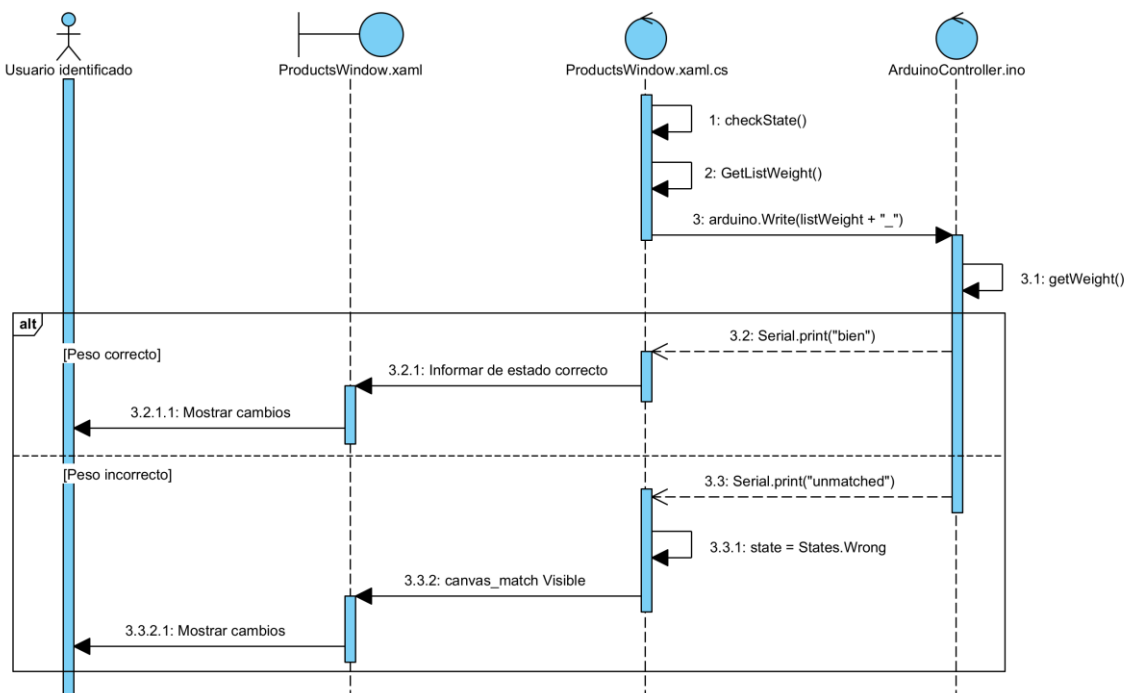 Usuario identificado
ProductsWindow.xaml
ProductsWindow.xaml.cs
ArduinoController.ino
1: checkState()
2: GetListWeight()
3: arduino.Write(listWeight + "_")
3.1: getWeight()
alt
3.2: Serial.print("bien")
[Peso correcto]
3.2.1: Informar de estado correcto
3.2.1.1: Mostrar cambios
[Peso incorrecto]
3.3: Serial.print("unmatched")
3.3.1: state = States.Wrong
3.3.2: canvas_match Visible
3.3.2.1: Mostrar cambios